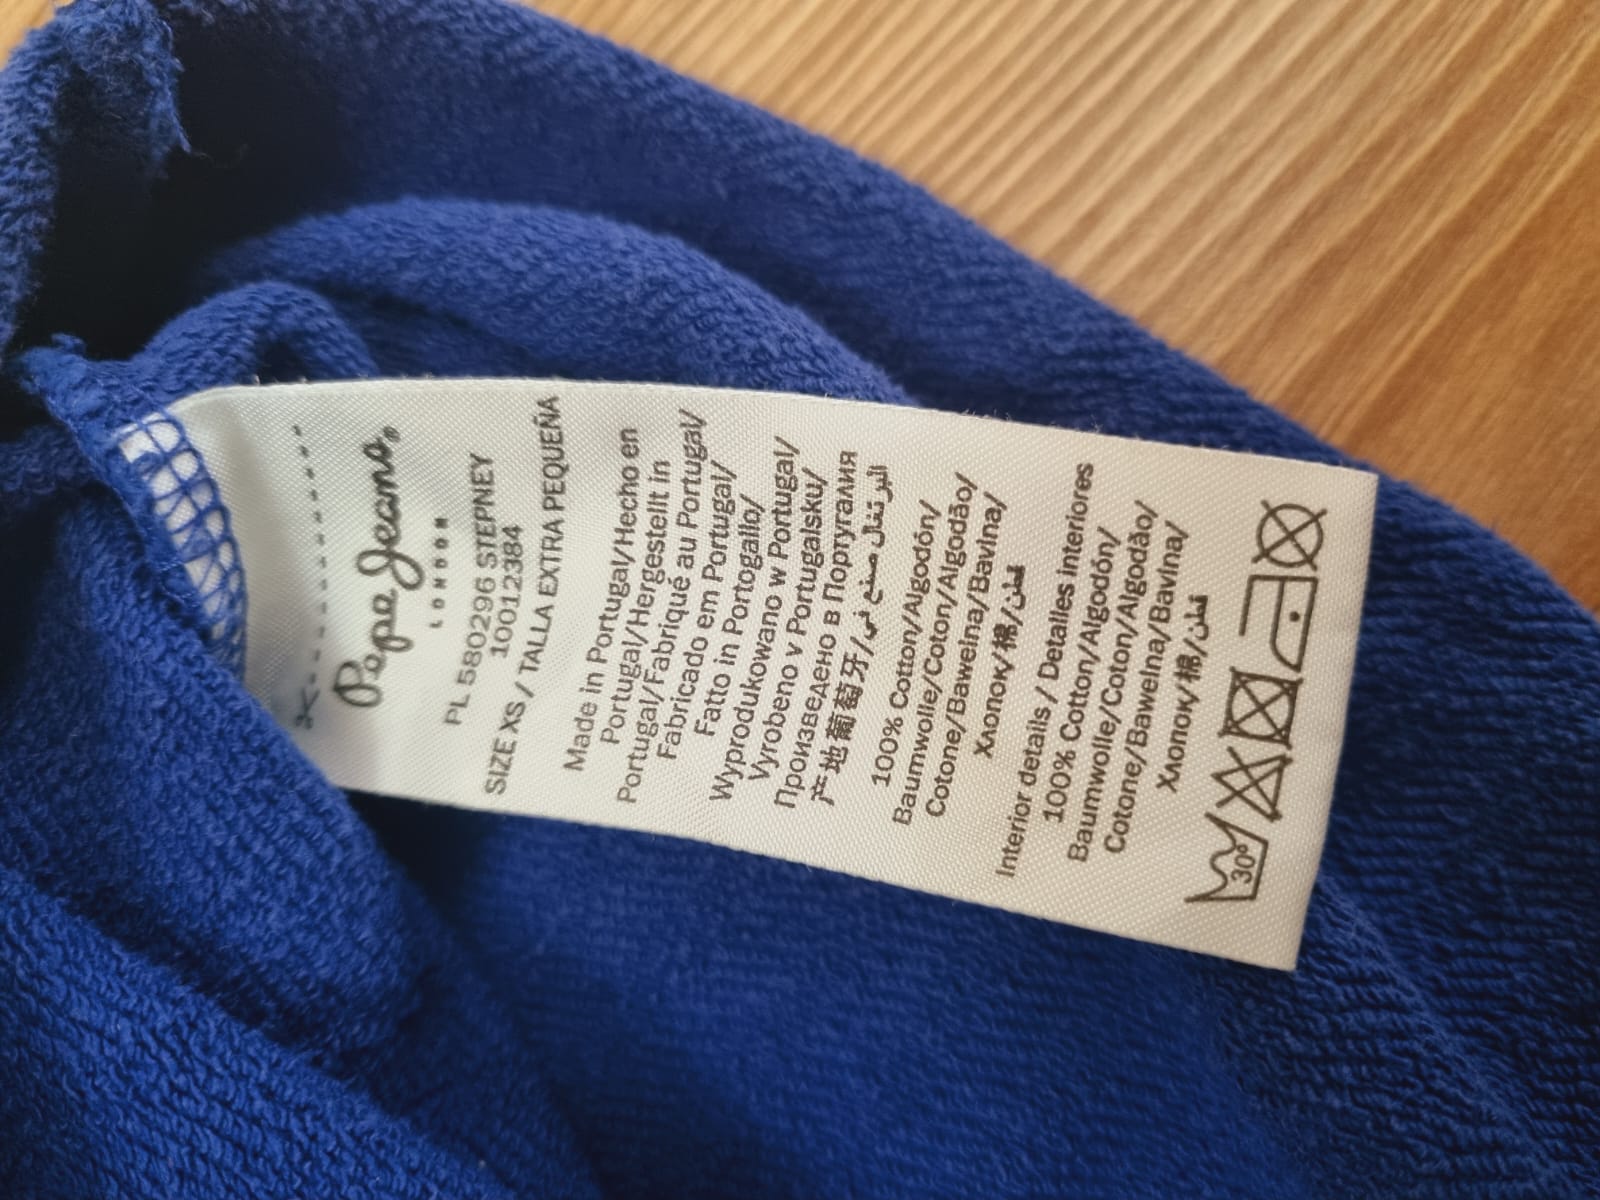 Pepe Jeans®
LONDON
PL 580296 STEPNEY
10012384
SIZE XS / TALLA EXTRA PEQUEÑA
Made in Portugal/Hecho en
Portugal/Hergestellt in
Portugal/Fabriqué au Portugal/
Fabricado em Portugal/
Fatto in Portogallo/
Wyprodukowano w Portugal/
Vyrobeno v Portugalsku/
Произведено в Португалия
产地葡萄牙/البرتغال صنع في
100% Cotton/Algodón/
Baumwolle/Coton/Algodão/
Cotone/Bawełna/Bavlna/
Хлопок/棉/قطن
Interior details / Detalles interiores
100% Cotton/Algodón/
Baumwolle/Coton/Algodão/
Cotone/Bawełna/Bavlna/
Хлопок/棉/قطن
30°